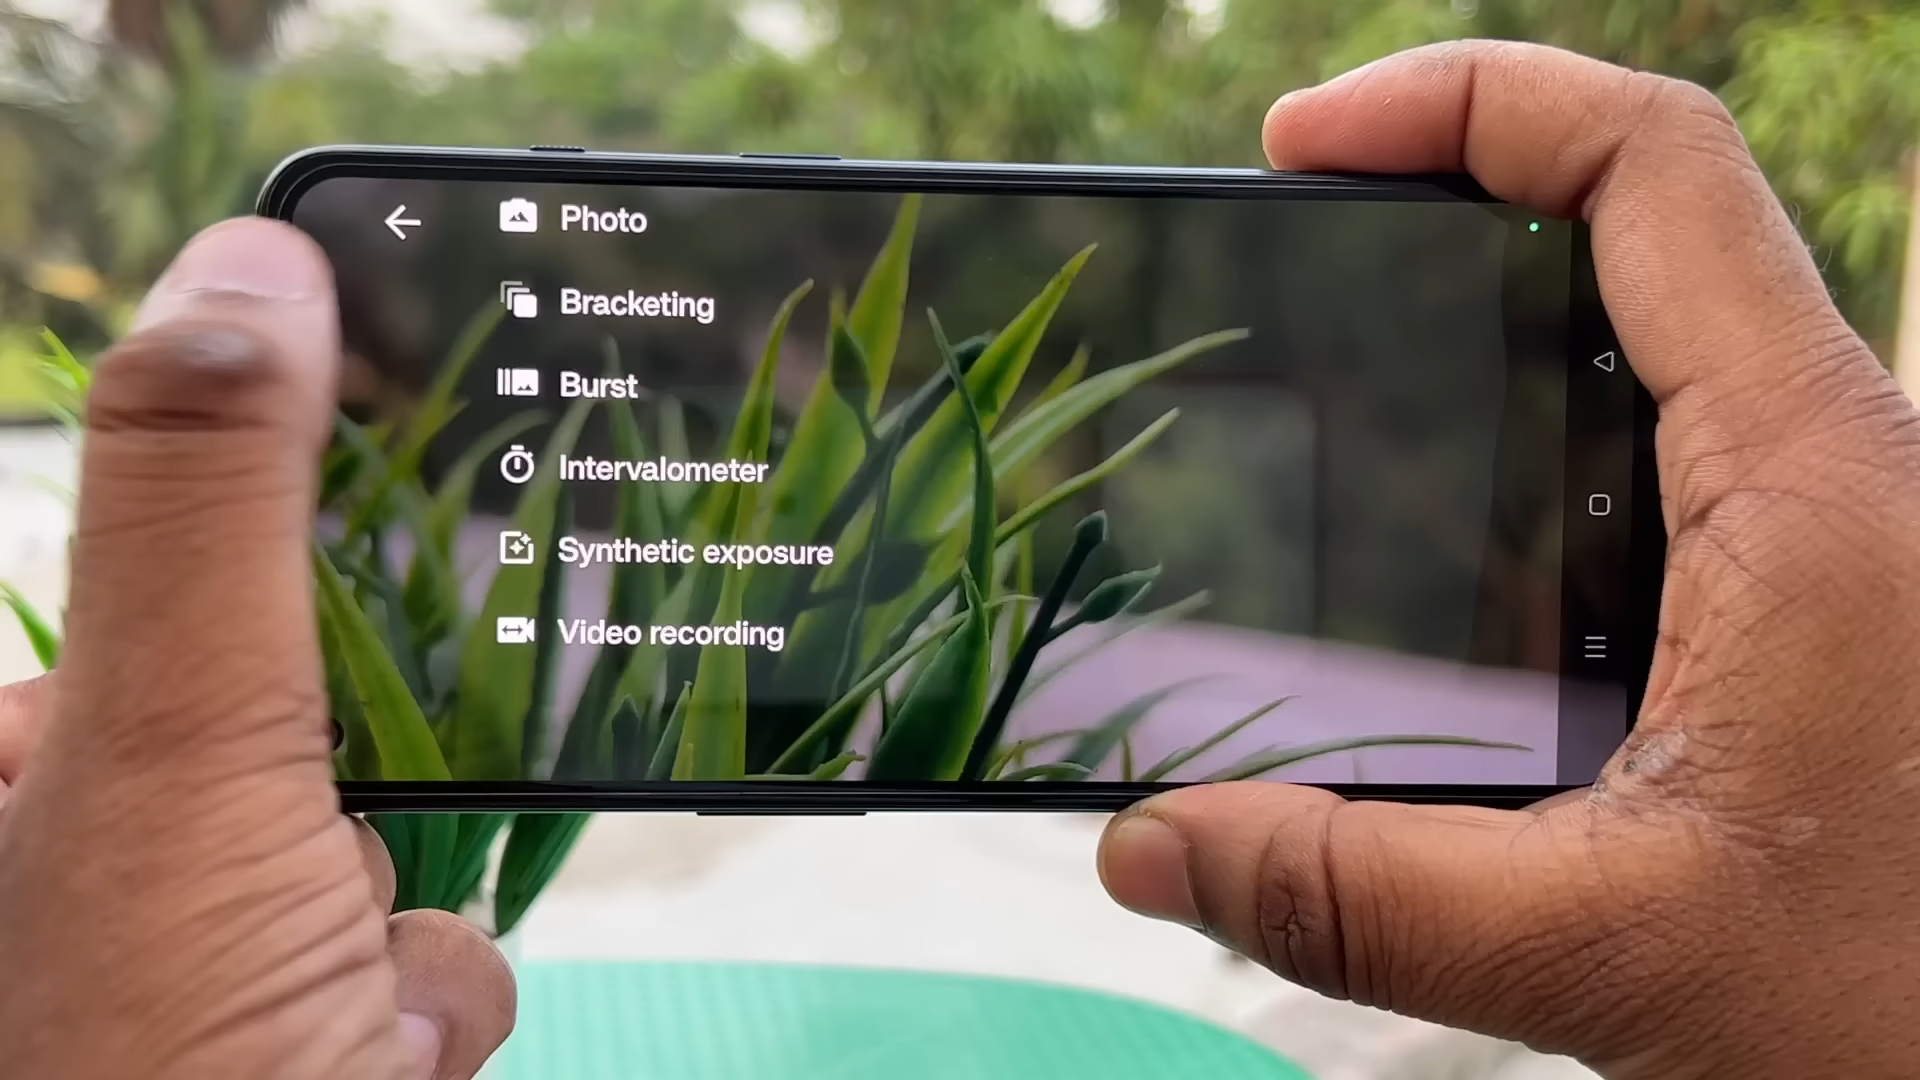 Photo
Bracketing
Burst
Intervalometer
Synthetic exposure
Video recording